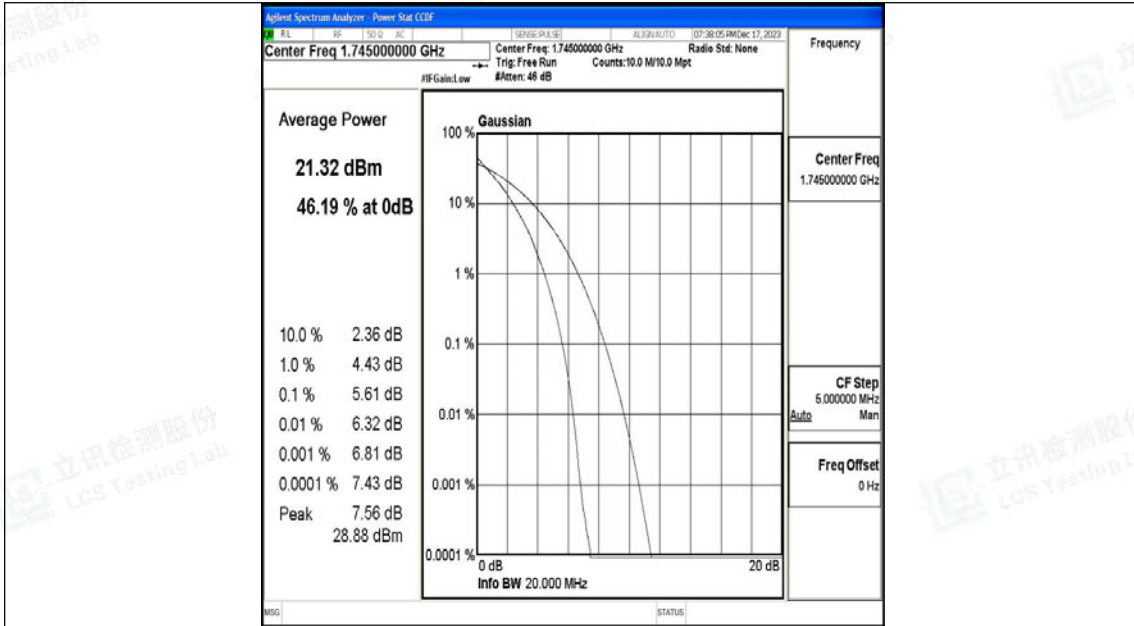 Agilent Spectrum Analyzer - Power Stat CCDF
RL RF 50 Ω AC SENSE:PULSE ALIGNAUTO 07:38:05 PM Dec 17, 2023
Center Freq 1.745000000 GHz
Center Freq: 1.745000000 GHz Radio Std: None
Trig: Free Run Counts:10.0 M/10.0 Mpt
#IFGain:Low #Atten: 46 dB
Frequency
Average Power
21.32 dBm
46.19 % at 0dB
10.0 % 2.36 dB
1.0 % 4.43 dB
0.1 % 5.61 dB
0.01 % 6.32 dB
0.001 % 6.81 dB
0.0001 % 7.43 dB
Peak 7.56 dB
28.88 dBm
Gaussian
100 %
10 %
1 %
0.1 %
0.01 %
0.001 %
0.0001 %
0 dB 20 dB
Info BW 20.000 MHz
Center Freq
1.745000000 GHz
CF Step
5.000000 MHz
Auto Man
Freq Offset
0 Hz
MSG STATUS
立讯检测股份
LCS Testing Lab
立讯检测股份